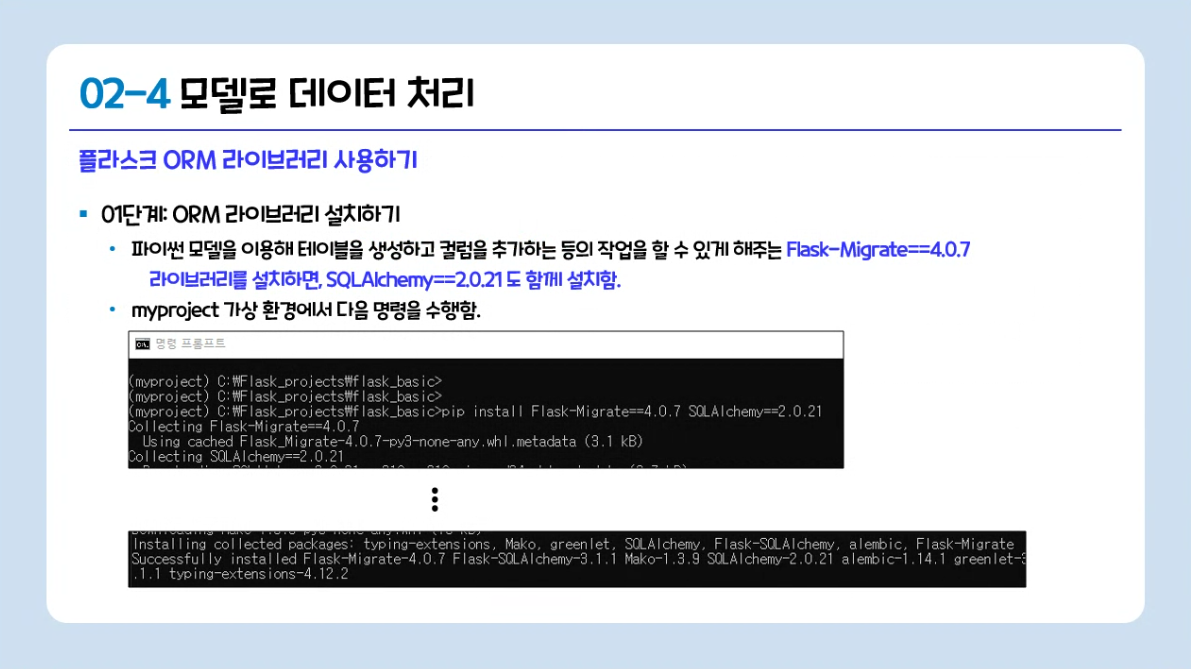 02-4 모델로 데이터 처리
플라스크 ORM 라이브러리 사용하기
01단계: ORM 라이브러리 설치하기
파이썬 모델을 이용해 테이블을 생성하고 컬럼을 추가하는 등의 작업을 할 수 있게 해주는 Flask-Migrate==4.0.7
라이브러리를 설치하면, SQLAlchemy==2.0.21 도 함께 설치함.
myproject 가상 환경에서 다음 명령을 수행함.
명령 프롬프트
(myproject) C:₩Flask_projects₩flask_basic>
(myproject) C:₩Flask_projects₩flask_basic>
(myproject) C:₩Flask_projects₩flask_basic>pip install Flask-Migrate==4.0.7 SQLAlchemy==2.0.21
Collecting Flask-Migrate==4.0.7
Using cached Flask_Migrate-4.0.7-py3-none-any.whl.metadata (3.1 kB)
Collecting SQLAlchemy==2.0.21
Installing collected packages: typing-extensions, Mako, greenlet, SQLAlchemy, Flask-SQLAlchemy, alembic, Flask-Migrate
Successfully installed Flask-Migrate-4.0.7 Flask-SQLAlchemy-3.1.1 Mako-1.3.9 SQLAlchemy-2.0.21 alembic-1.14.1 greenlet-3
.1.1 typing-extensions-4.12.2